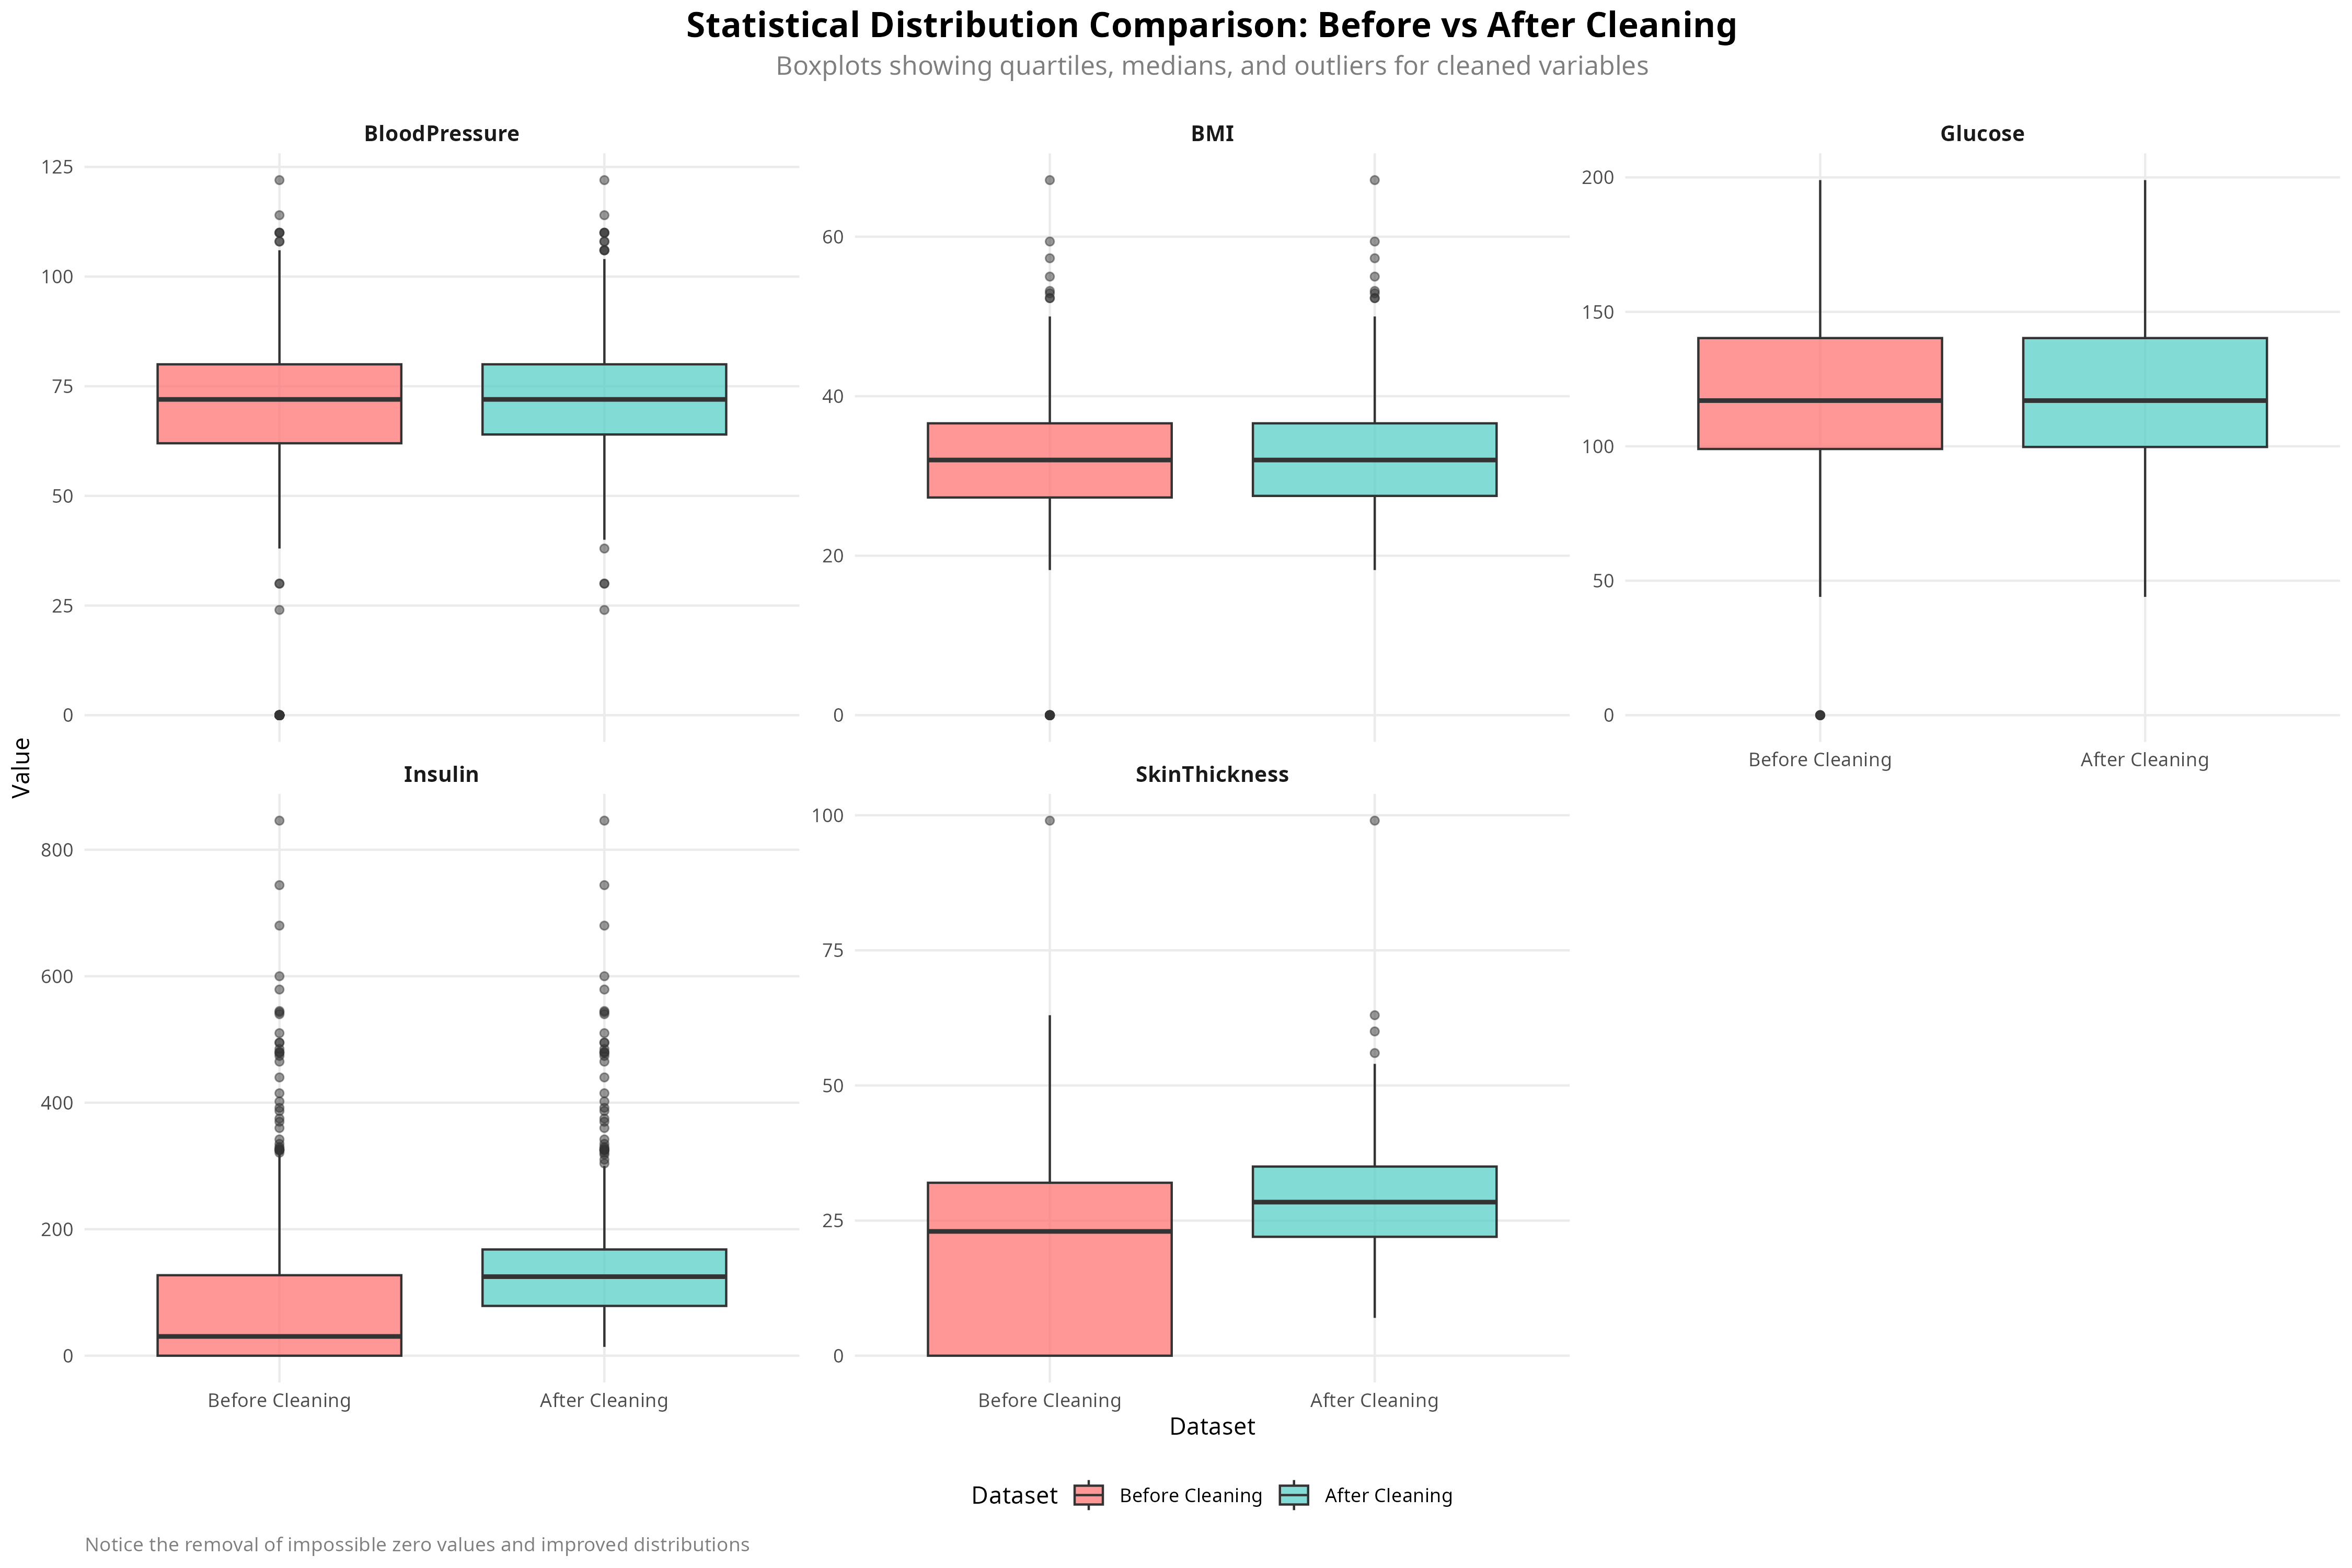 Statistical Distribution Comparison: Before vs After Cleaning
Boxplots showing quartiles, medians, and outliers for cleaned variables
BloodPressure
125
100
75
50
25
0
BMI
60
40
20
0
Glucose
200
150
100
50
0
Before Cleaning
After Cleaning
Value
Insulin
800
600
400
200
0
Before Cleaning
After Cleaning
SkinThickness
100
75
50
25
0
Before Cleaning
After Cleaning
Dataset
Dataset Before Cleaning After Cleaning
Notice the removal of impossible zero values and improved distributions